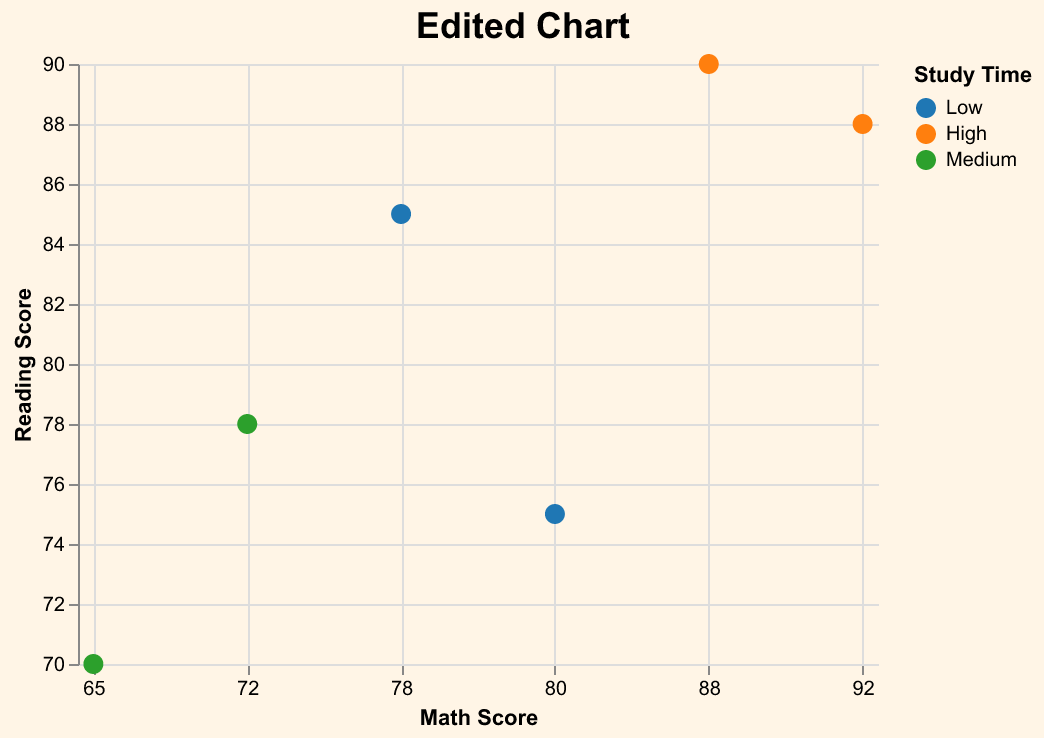 Edited Chart
90
88
86
84
82
80
78
76
74
72
70
Reading Score
65 72 78 80 88 92
Math Score
Study Time
Low
High
Medium